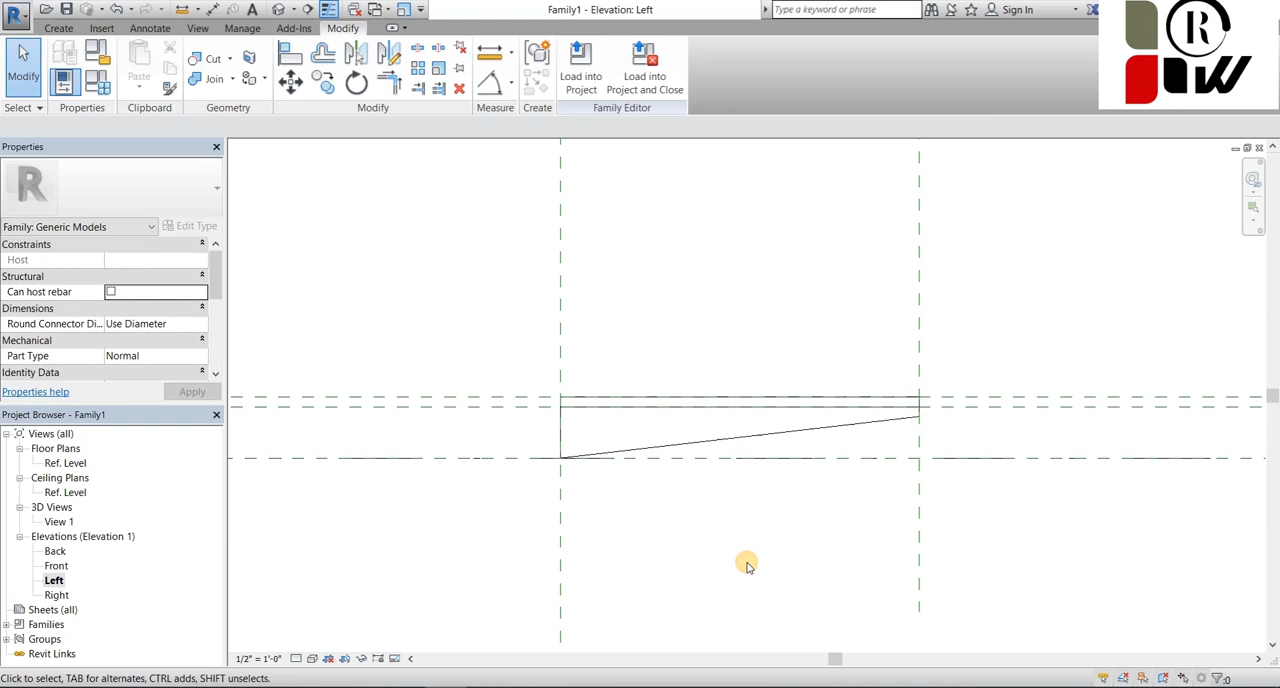 Family1 - Elevation: Left
Type a keyword or phrase
Sign In
Create Insert Annotate View Manage Add-Ins Modify
Modify
Paste
Cut
Join
Load into
Project
Load into
Project and Close
Select Properties Clipboard Geometry Modify Measure Create Family Editor
R
Properties
R
Family: Generic Models
Edit Type
Constraints
Host
Structural
Can host rebar
Dimensions
Round Connector Di... Use Diameter
Mechanical
Part Type Normal
Identity Data
Properties help
Apply
Project Browser - Family1
Views (all)
Floor Plans
Ref. Level
Ceiling Plans
Ref. Level
3D Views
View 1
Elevations (Elevation 1)
Back
Front
Left
Right
Sheets (all)
Families
Groups
Revit Links
1/2" = 1'-0"
Click to select, TAB for alternates, CTRL adds, SHIFT unselects.
:0